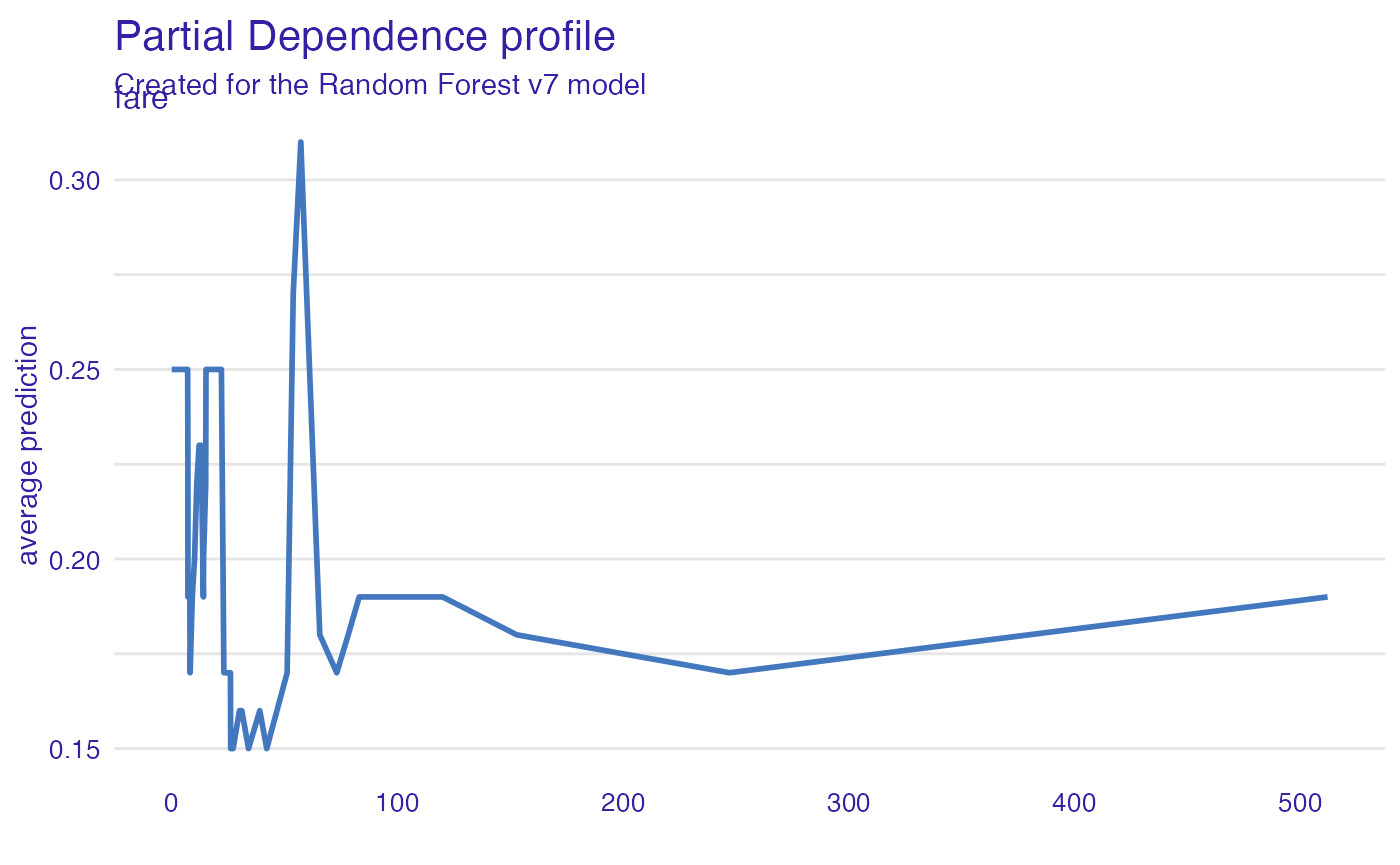 Partial Dependence profile
Created for the Random Forest v7 model
fare
average prediction
0.30
0.25
0.20
0.15
0 100 200 300 400 500